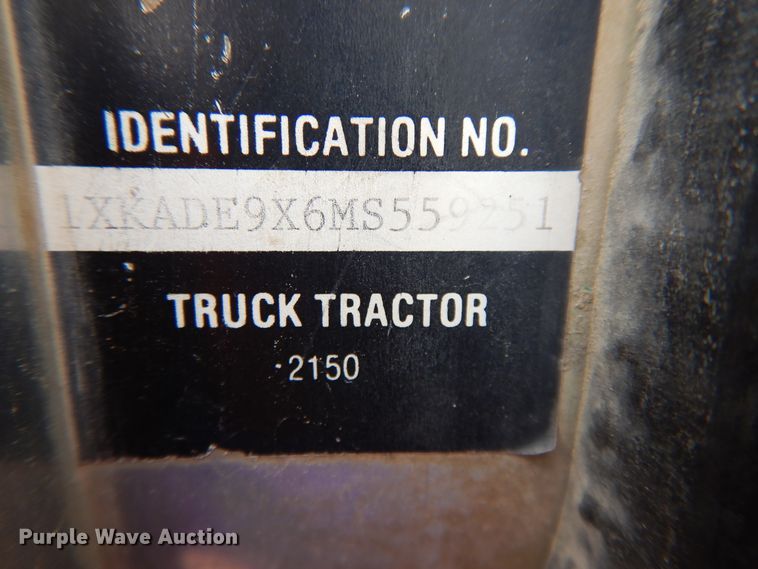 IDENTIFICATION NO.
1XKADE9X6MS559251
TRUCK TRACTOR
2150
Purple Wave Auction